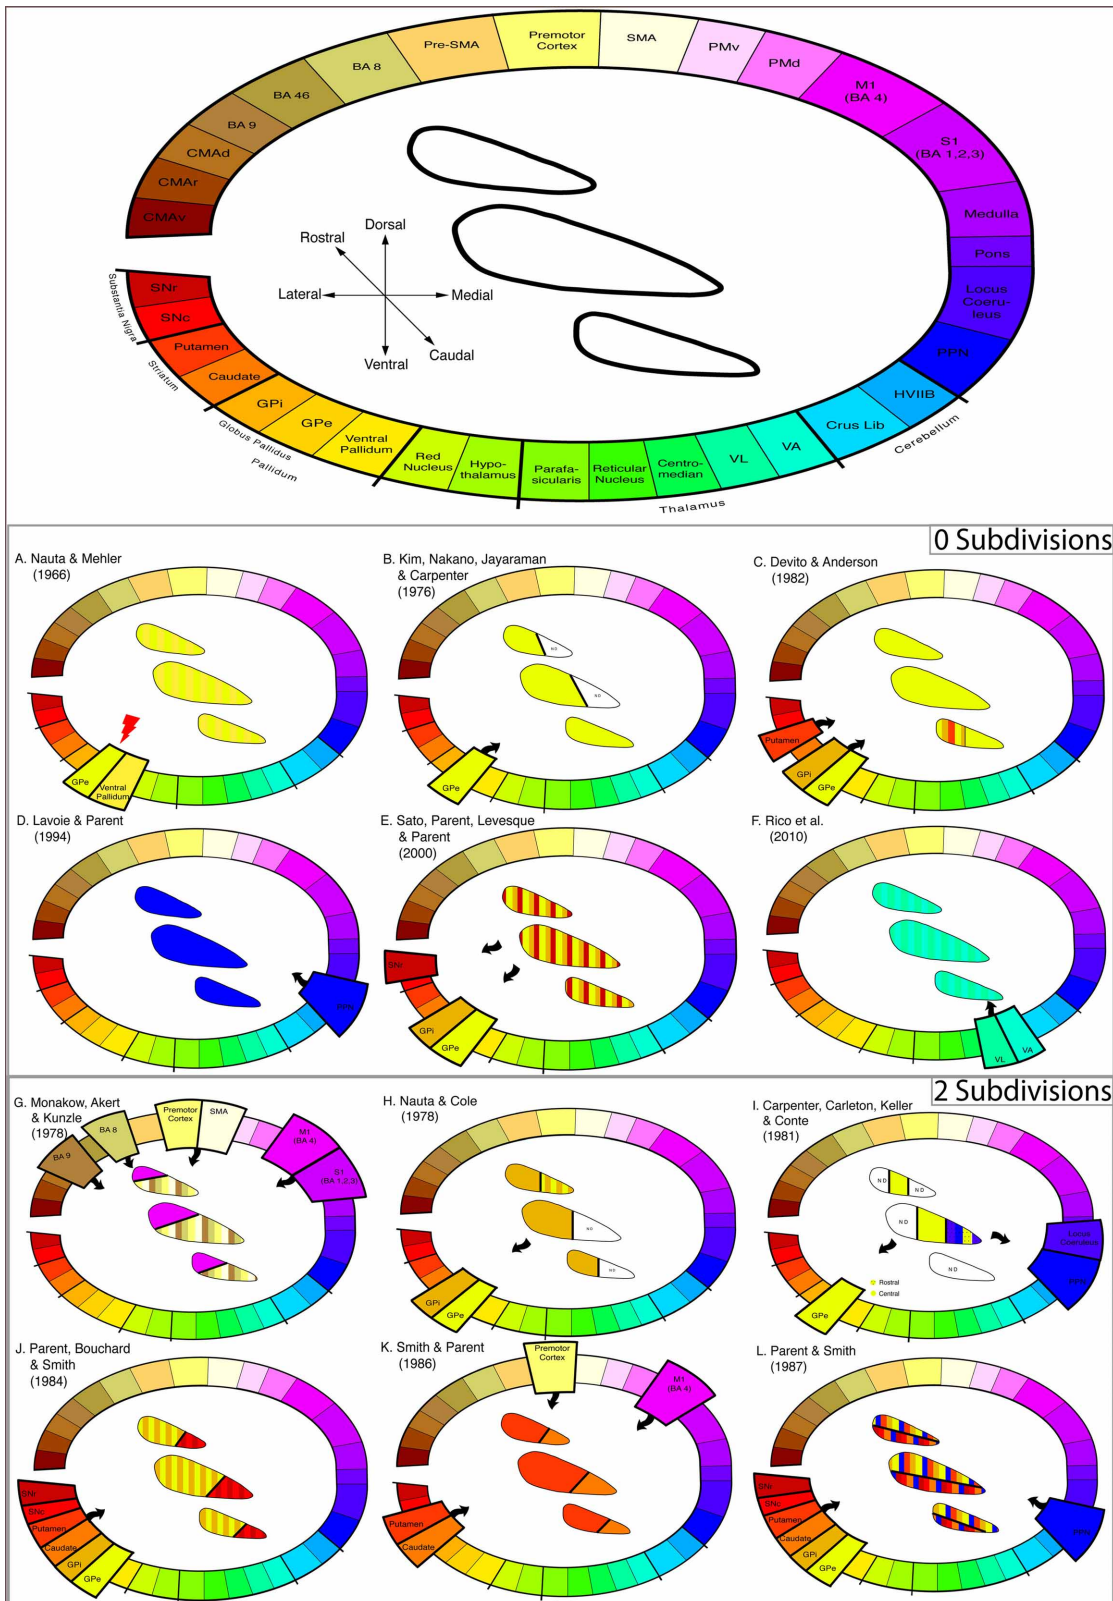 Pre-SMA
Premotor
Cortex
SMA
PMv
PMd
M1
(BA 4)
S1
(BA 1,2,3)
Medulla
Pons
Locus
Coeru-
leus
PPN
HVIIB
Crus Lib
Cerebellum
VA
VL
Centro-
median
Reticular
Nucleus
Parafa-
sicularis
Thalamus
Hypo-
thalamus
Red
Nucleus
Ventral
Pallidum
GPe
GPi
Globus Pallidus
Pallidum
Caudate
Putamen
Striatum
SNc
SNr
Substantia Nigra
CMAv
CMAr
CMAd
BA 9
BA 46
BA 8
Dorsal
Rostral
Lateral
Medial
Ventral
Caudal
0 Subdivisions
A. Nauta & Mehler
(1966)
GPe
Ventral
Pallidum
B. Kim, Nakano, Jayaraman
& Carpenter
(1976)
ND
ND
GPe
C. Devito & Anderson
(1982)
Putamen
GPi
GPe
D. Lavoie & Parent
(1994)
PPN
E. Sato, Parent, Levesque
& Parent
(2000)
SNr
GPi
GPe
F. Rico et al.
(2010)
VL
VA
2 Subdivisions
G. Monakow, Akert
& Kunzle
(1978)
BA 9
BA 8
Premotor
Cortex
SMA
M1
(BA 4)
S1
(BA 1,2,3)
H. Nauta & Cole
(1978)
ND
ND
GPi
GPe
I. Carpenter, Carleton, Keller
& Conte
(1981)
ND
ND
ND
ND
Locus
Coeruleus
PPN
Rostral
Central
GPe
J. Parent, Bouchard
& Smith
(1984)
SNr
SNc
Putamen
Caudate
GPi
GPe
K. Smith & Parent
(1986)
Premotor
Cortex
M1
(BA 4)
Putamen
Caudate
L. Parent & Smith
(1987)
SNr
SNc
Putamen
Caudate
GPi
GPe
PPN